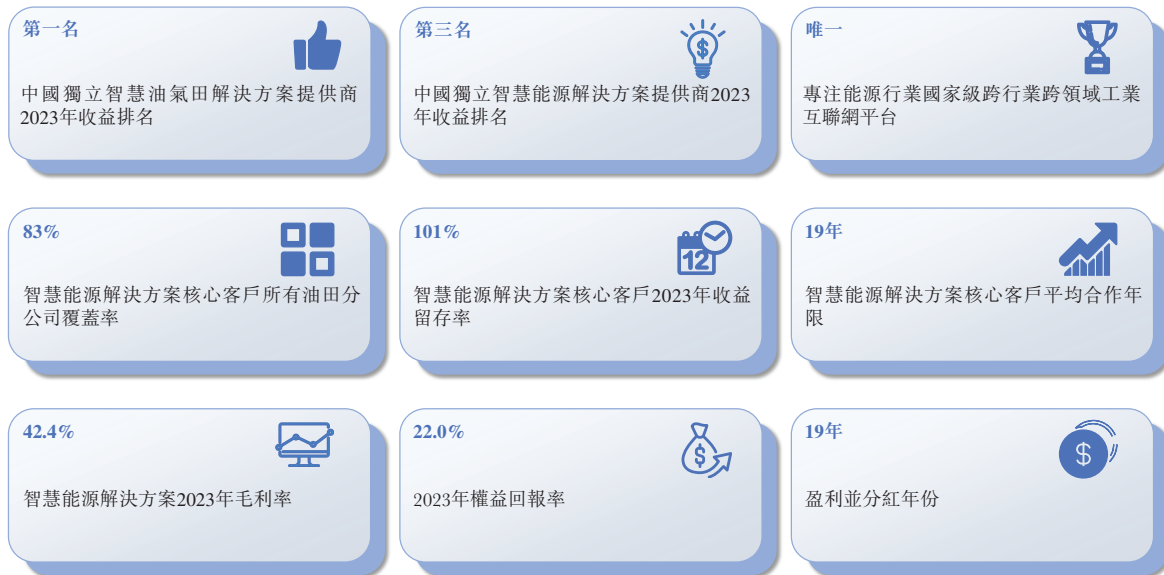 第一名
中國獨立智慧油氣田解決方案提供商
2023年收益排名
第三名
中國獨立智慧能源解決方案提供商2023
年收益排名
唯一
專注能源行業國家級跨行業跨領域工業
互聯網平台
83%
智慧能源解決方案核心客戶所有油田分
公司覆蓋率
101%
12
智慧能源解決方案核心客戶2023年收益
留存率
19年
智慧能源解決方案核心客戶平均合作年
限
42.4%
智慧能源解決方案2023年毛利率
22.0%
$
2023年權益回報率
19年
$
盈利並分紅年份